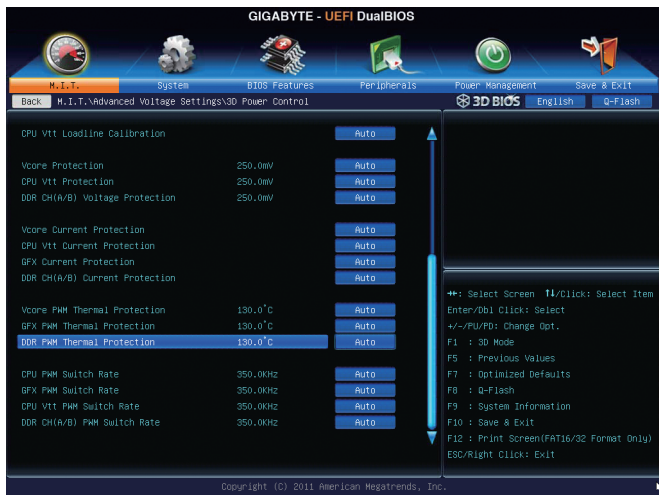 GIGABYTE - UEFI DualBIOS
M.I.T.
System
BIOS Features
Peripherals
Power Management
Save & Exit
Back M.I.T.\Advanced Voltage Settings\3D Power Control
3D BIOS English Q-Flash
CPU Vtt Loadline Calibration Auto
Vcore Protection 250.0mV Auto
CPU Vtt Protection 250.0mV Auto
DDR CH(A/B) Voltage Protection 250.0mV Auto
Vcore Current Protection Auto
CPU Vtt Current Protection Auto
GFX Current Protection Auto
DDR CH(A/B) Current Protection Auto
Vcore PWM Thermal Protection 130.0°C Auto
GFX PWM Thermal Protection 130.0°C Auto
DDR PWM Thermal Protection 130.0°C Auto
CPU PWM Switch Rate 350.0KHz Auto
GFX PWM Switch Rate 350.0KHz Auto
CPU Vtt PWM Switch Rate 350.0KHz Auto
DDR CH(A/B) PWM Switch Rate 350.0KHz Auto
→←: Select Screen ↑↓/Click: Select Item
Enter/Dbl Click: Select
+/-/PU/PD: Change Opt.
F1 : 3D Mode
F5 : Previous Values
F7 : Optimized Defaults
F8 : Q-Flash
F9 : System Information
F10 : Save & Exit
F12 : Print Screen(FAT16/32 Format Only)
ESC/Right Click: Exit
Copyright (C) 2011 American Megatrends, Inc.